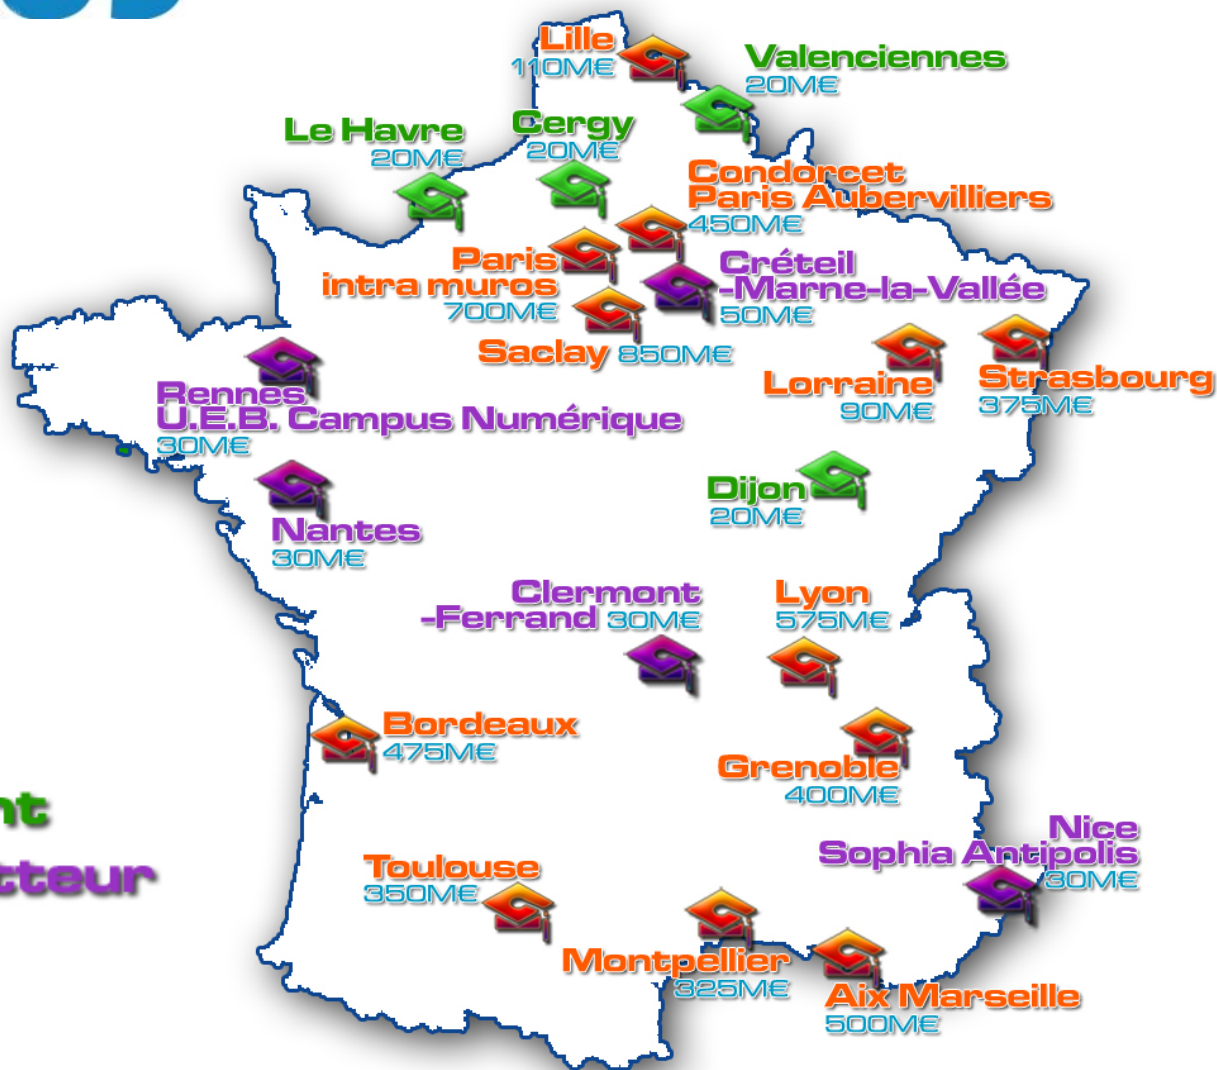 Lille
110M€
Valenciennes
20M€
Le Havre
20M€
Cergy
20M€
Condorcet
Paris Aubervilliers
450M€
Paris
intra muros
700M€
Créteil
-Marne-la-Vallée
50M€
Saclay 850M€
Lorraine
90M€
Strasbourg
375M€
Rennes
U.E.B. Campus Numérique
30M€
Dijon
20M€
Nantes
30M€
Clermont
-Ferrand 30M€
Lyon
575M€
Bordeaux
475M€
Grenoble
400M€
nt
tteur
Nice
Sophia Antipolis
30M€
Toulouse
350M€
Montpellier
325M€
Aix Marseille
500M€